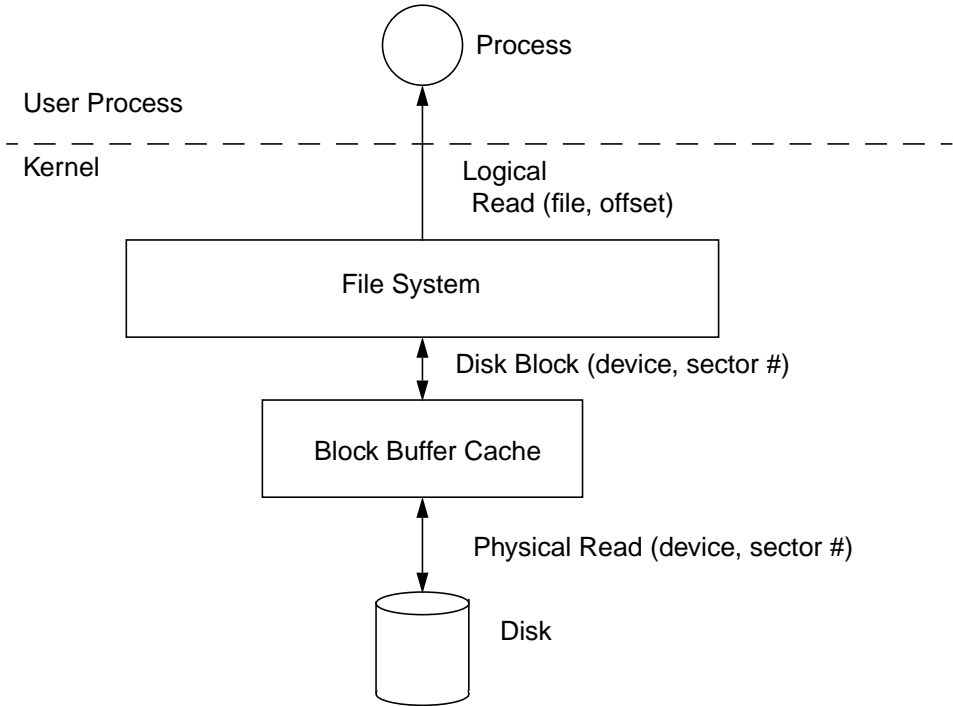 Process
User Process
Kernel
Logical
Read (file, offset)
File System
Disk Block (device, sector #)
Block Buffer Cache
Physical Read (device, sector #)
Disk